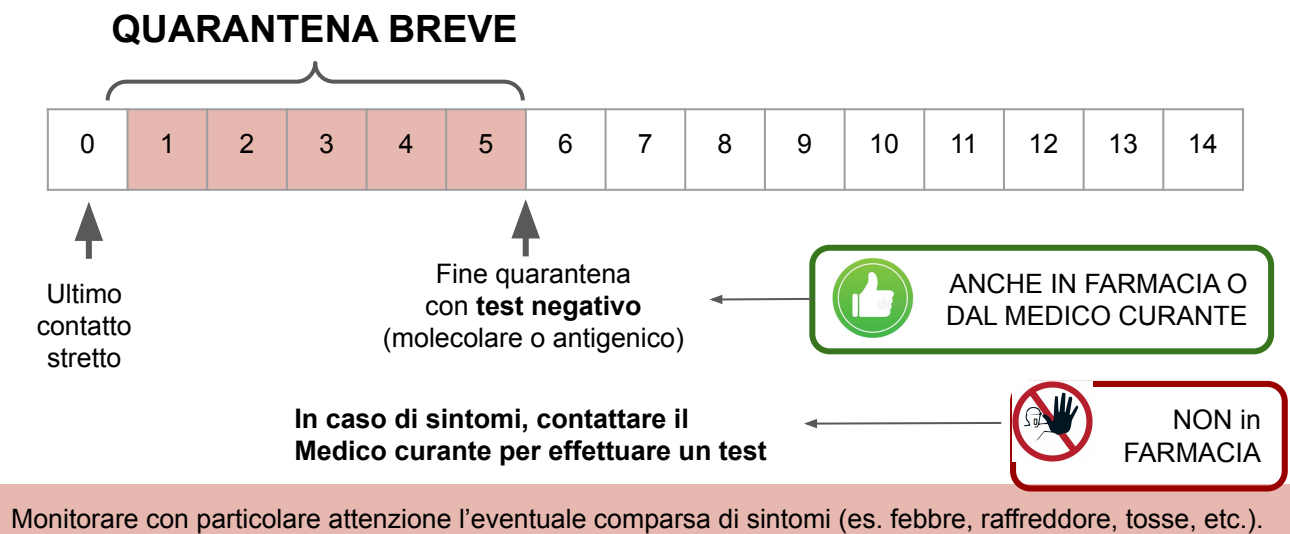 QUARANTENA BREVE
0 1 2 3 4 5 6 7 8 9 10 11 12 13 14
Ultimo
contatto
stretto
Fine quarantena
con test negativo
(molecolare o antigenico)
ANCHE IN FARMACIA O
DAL MEDICO CURANTE
In caso di sintomi, contattare il
Medico curante per effettuare un test
NON in
FARMACIA
Monitorare con particolare attenzione l’eventuale comparsa di sintomi (es. febbre, raffreddore, tosse, etc.).